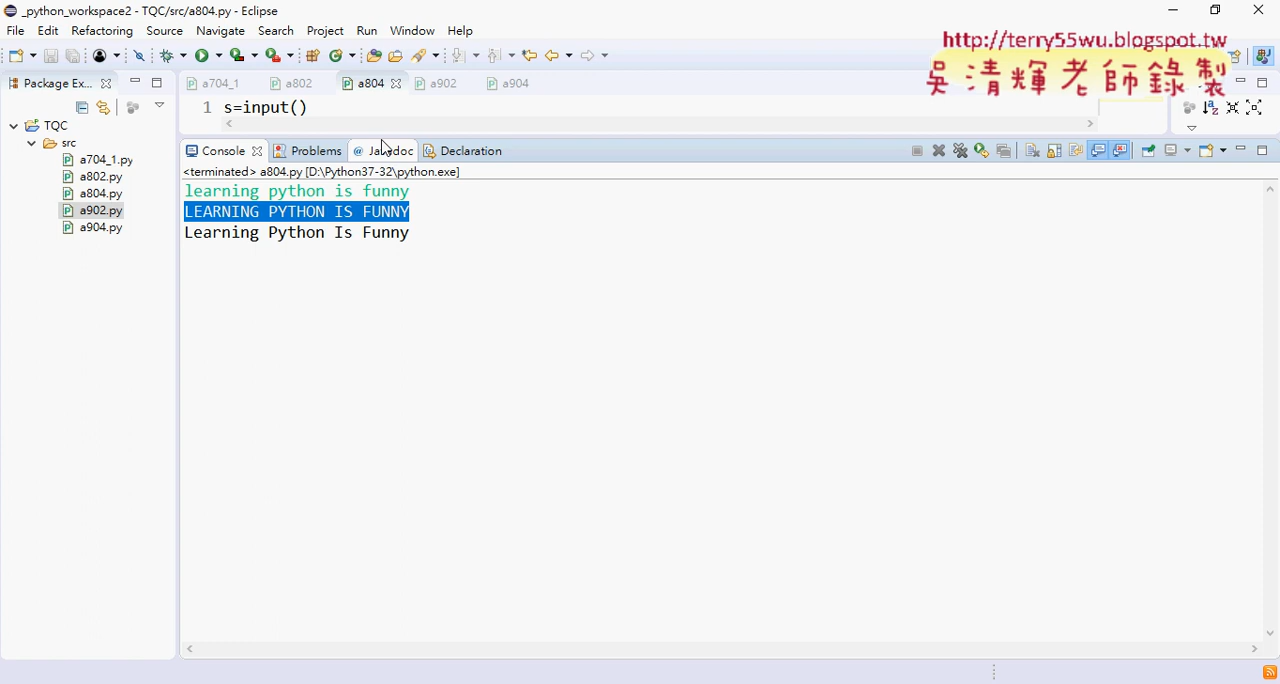 _python_workspace2 - TQC/src/a804.py - Eclipse
File Edit Refactoring Source Navigate Search Project Run Window Help
http://terry55wu.blogspot.tw
吳清輝老師錄製
Package Ex... a704_1 a802 a804 a902 a904
1 s=input()
TQC
src
a704_1.py
a802.py
a804.py
a902.py
a904.py
Console Problems @ Javadoc Declaration
<terminated> a804.py [D:\Python37-32\python.exe]
learning python is funny
LEARNING PYTHON IS FUNNY
Learning Python Is Funny